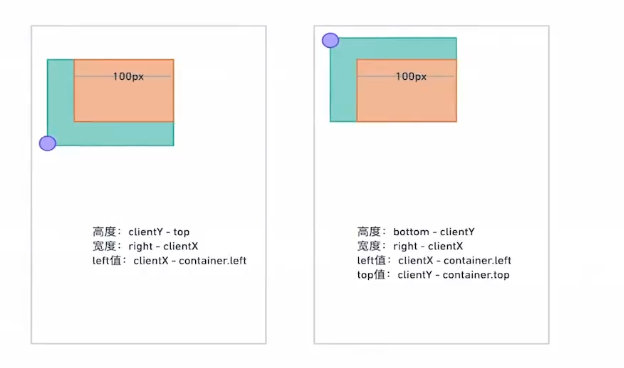 100px
高度：clientY - top
宽度：right - clientX
left值：clientX - container.left
100px
高度：bottom - clientY
宽度：right - clientX
left值：clientX - container.left
top值：clientY - container.top